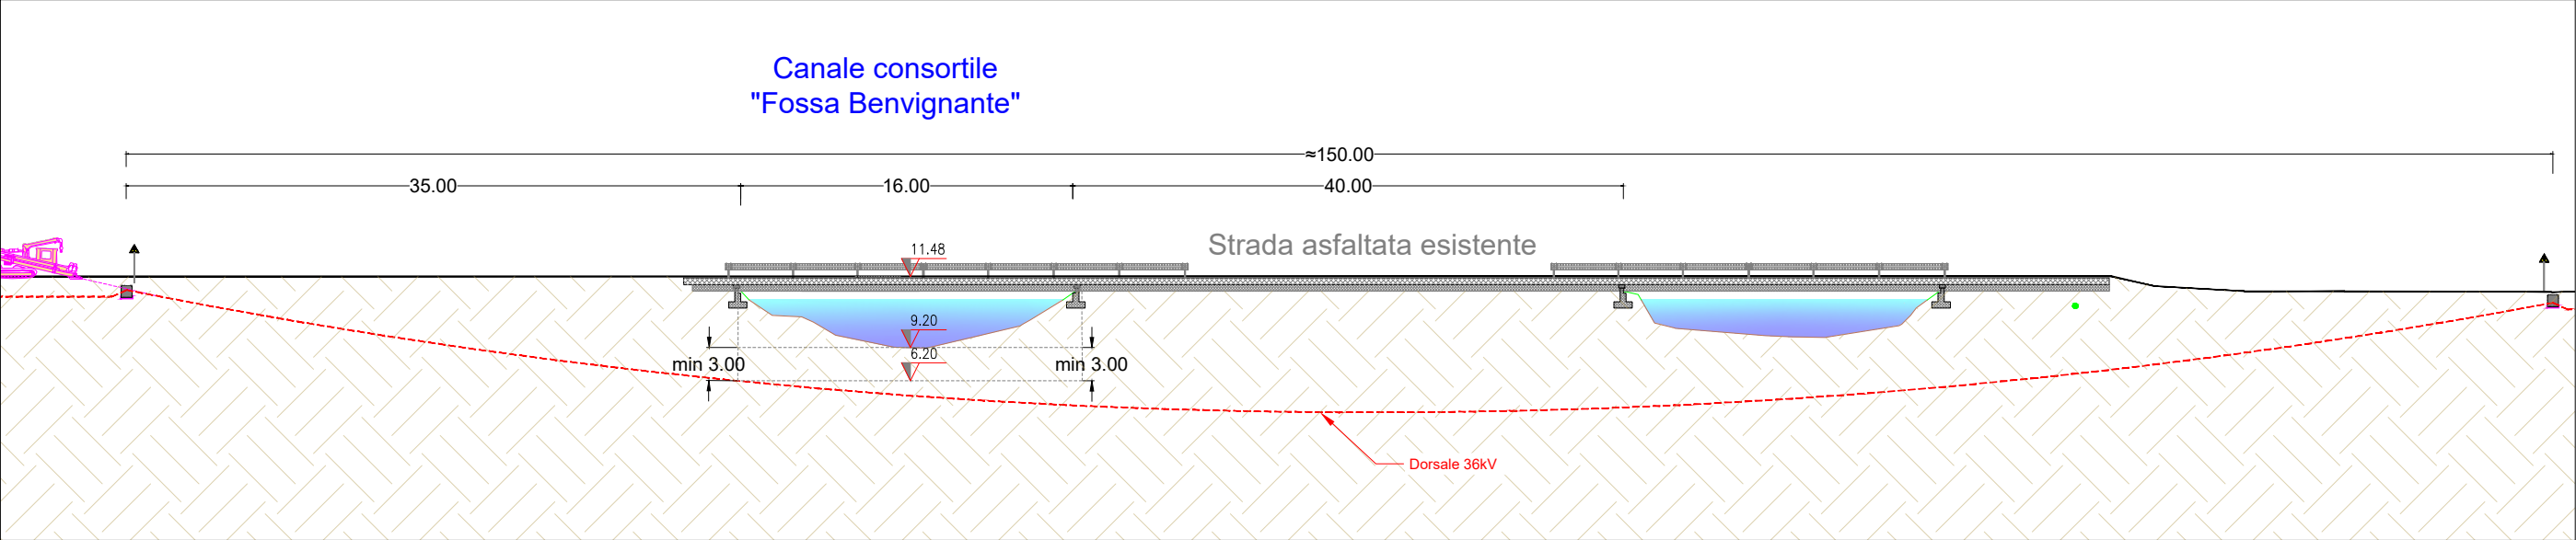 Canale consortile
"Fossa Benvignante"
≈150.00
35.00
16.00
40.00
Strada asfaltata esistente
11.48
9.20
6.20
min 3.00
min 3.00
Dorsale 36kV